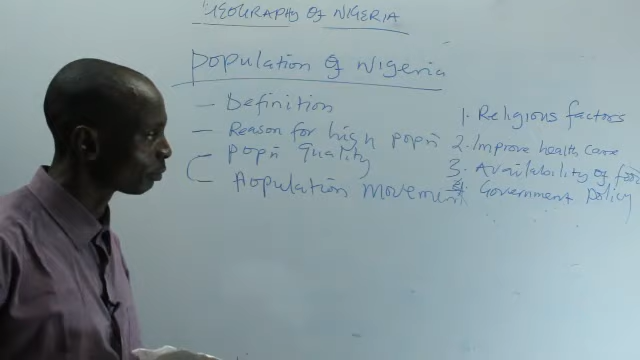 GEOGRAPHY OF NIGERIA
Population of Nigeria
- Definition
- Reason for high popn
popn quality
Population movement
1. Religious factors
2. Improve health care
3. Availability of food
4. Government policy